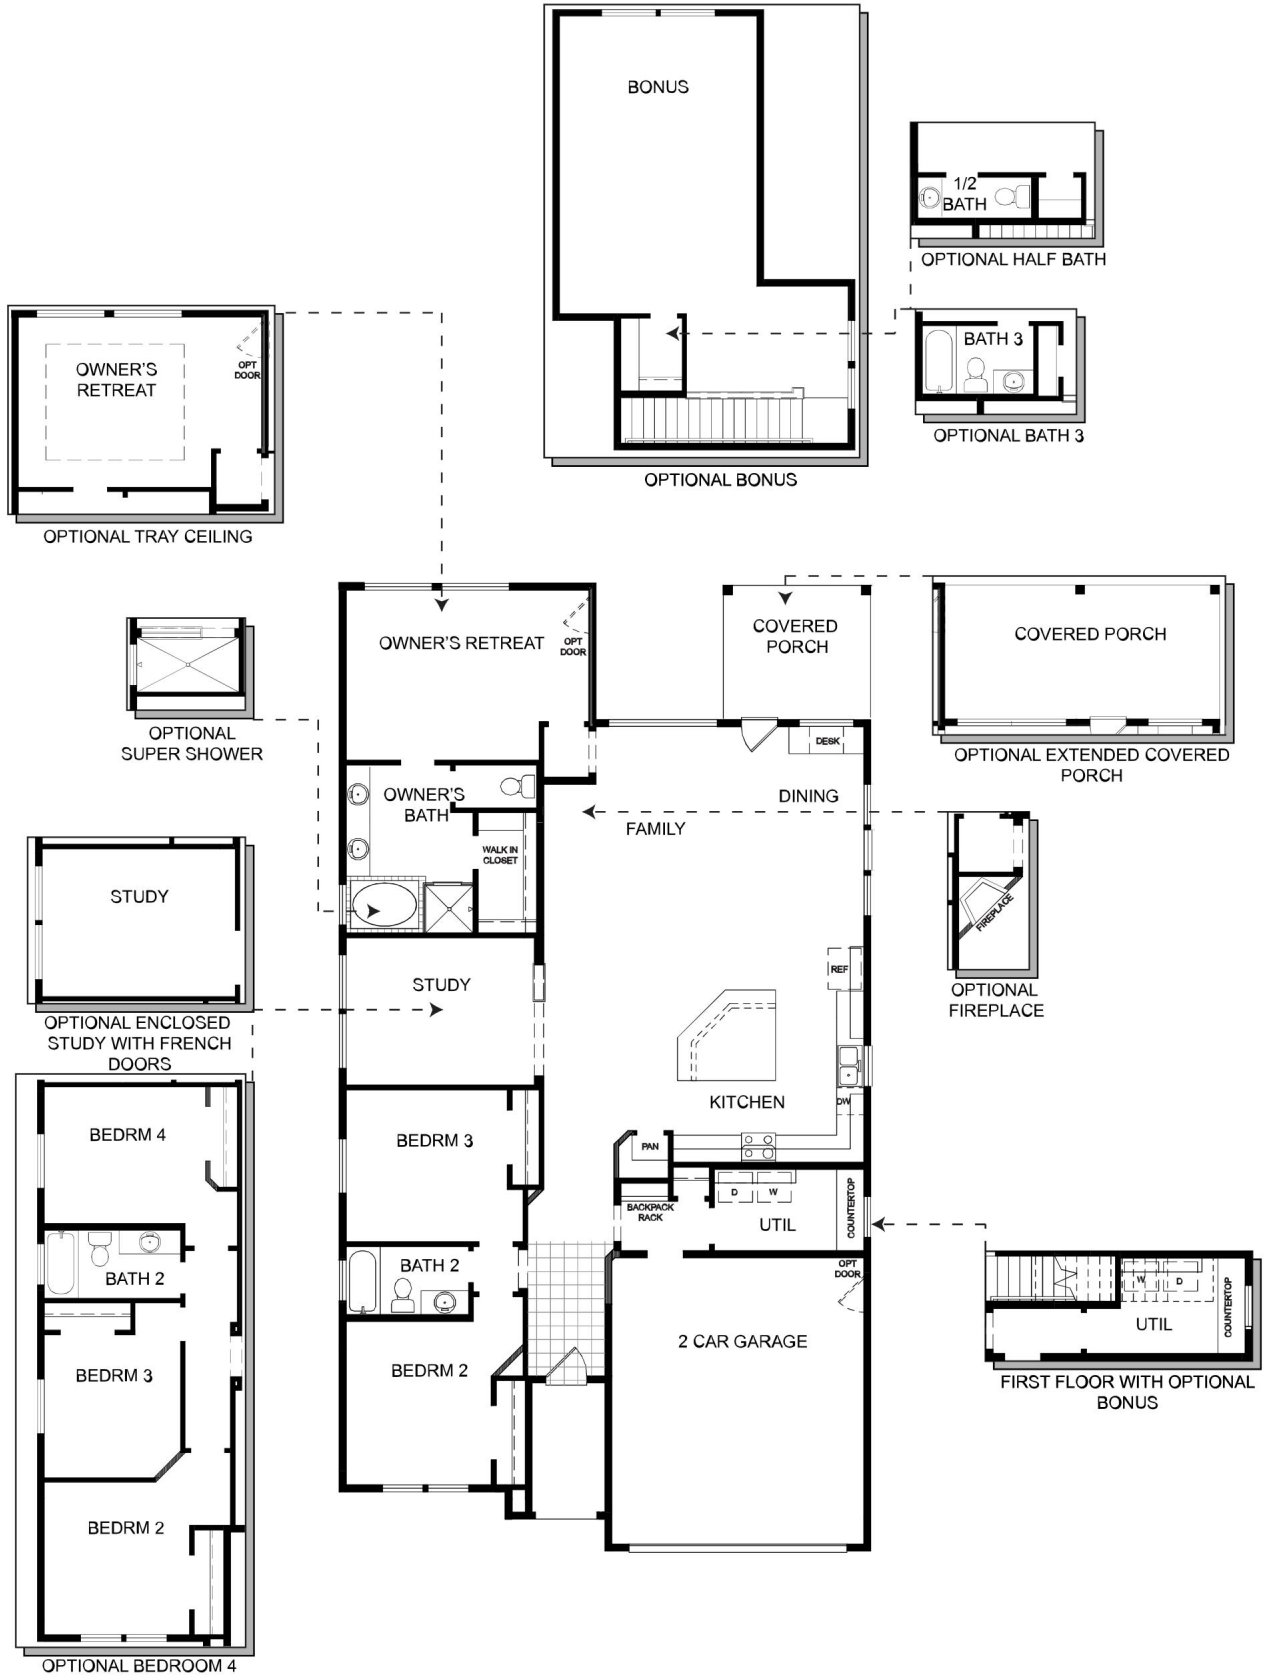 BONUS
OPTIONAL BONUS
1/2
BATH
OPTIONAL HALF BATH
BATH 3
OPTIONAL BATH 3
OWNER'S
RETREAT
OPT
DOOR
OPTIONAL TRAY CEILING
OPTIONAL
SUPER SHOWER
STUDY
OPTIONAL ENCLOSED
STUDY WITH FRENCH
DOORS
BEDRM 4
BATH 2
BEDRM 3
BEDRM 2
OPTIONAL BEDROOM 4
OWNER'S RETREAT
OPT
DOOR
COVERED
PORCH
DESK
DINING
FAMILY
OWNER'S
BATH
WALK IN
CLOSET
STUDY
REF
KITCHEN
DW
PAN
BEDRM 3
BACKPACK
RACK
D
W
UTIL
COUNTERTOP
BATH 2
BEDRM 2
OPT
DOOR
2 CAR GARAGE
COVERED PORCH
OPTIONAL EXTENDED COVERED
PORCH
FIREPLACE
OPTIONAL
FIREPLACE
W
D
UTIL
COUNTERTOP
FIRST FLOOR WITH OPTIONAL
BONUS